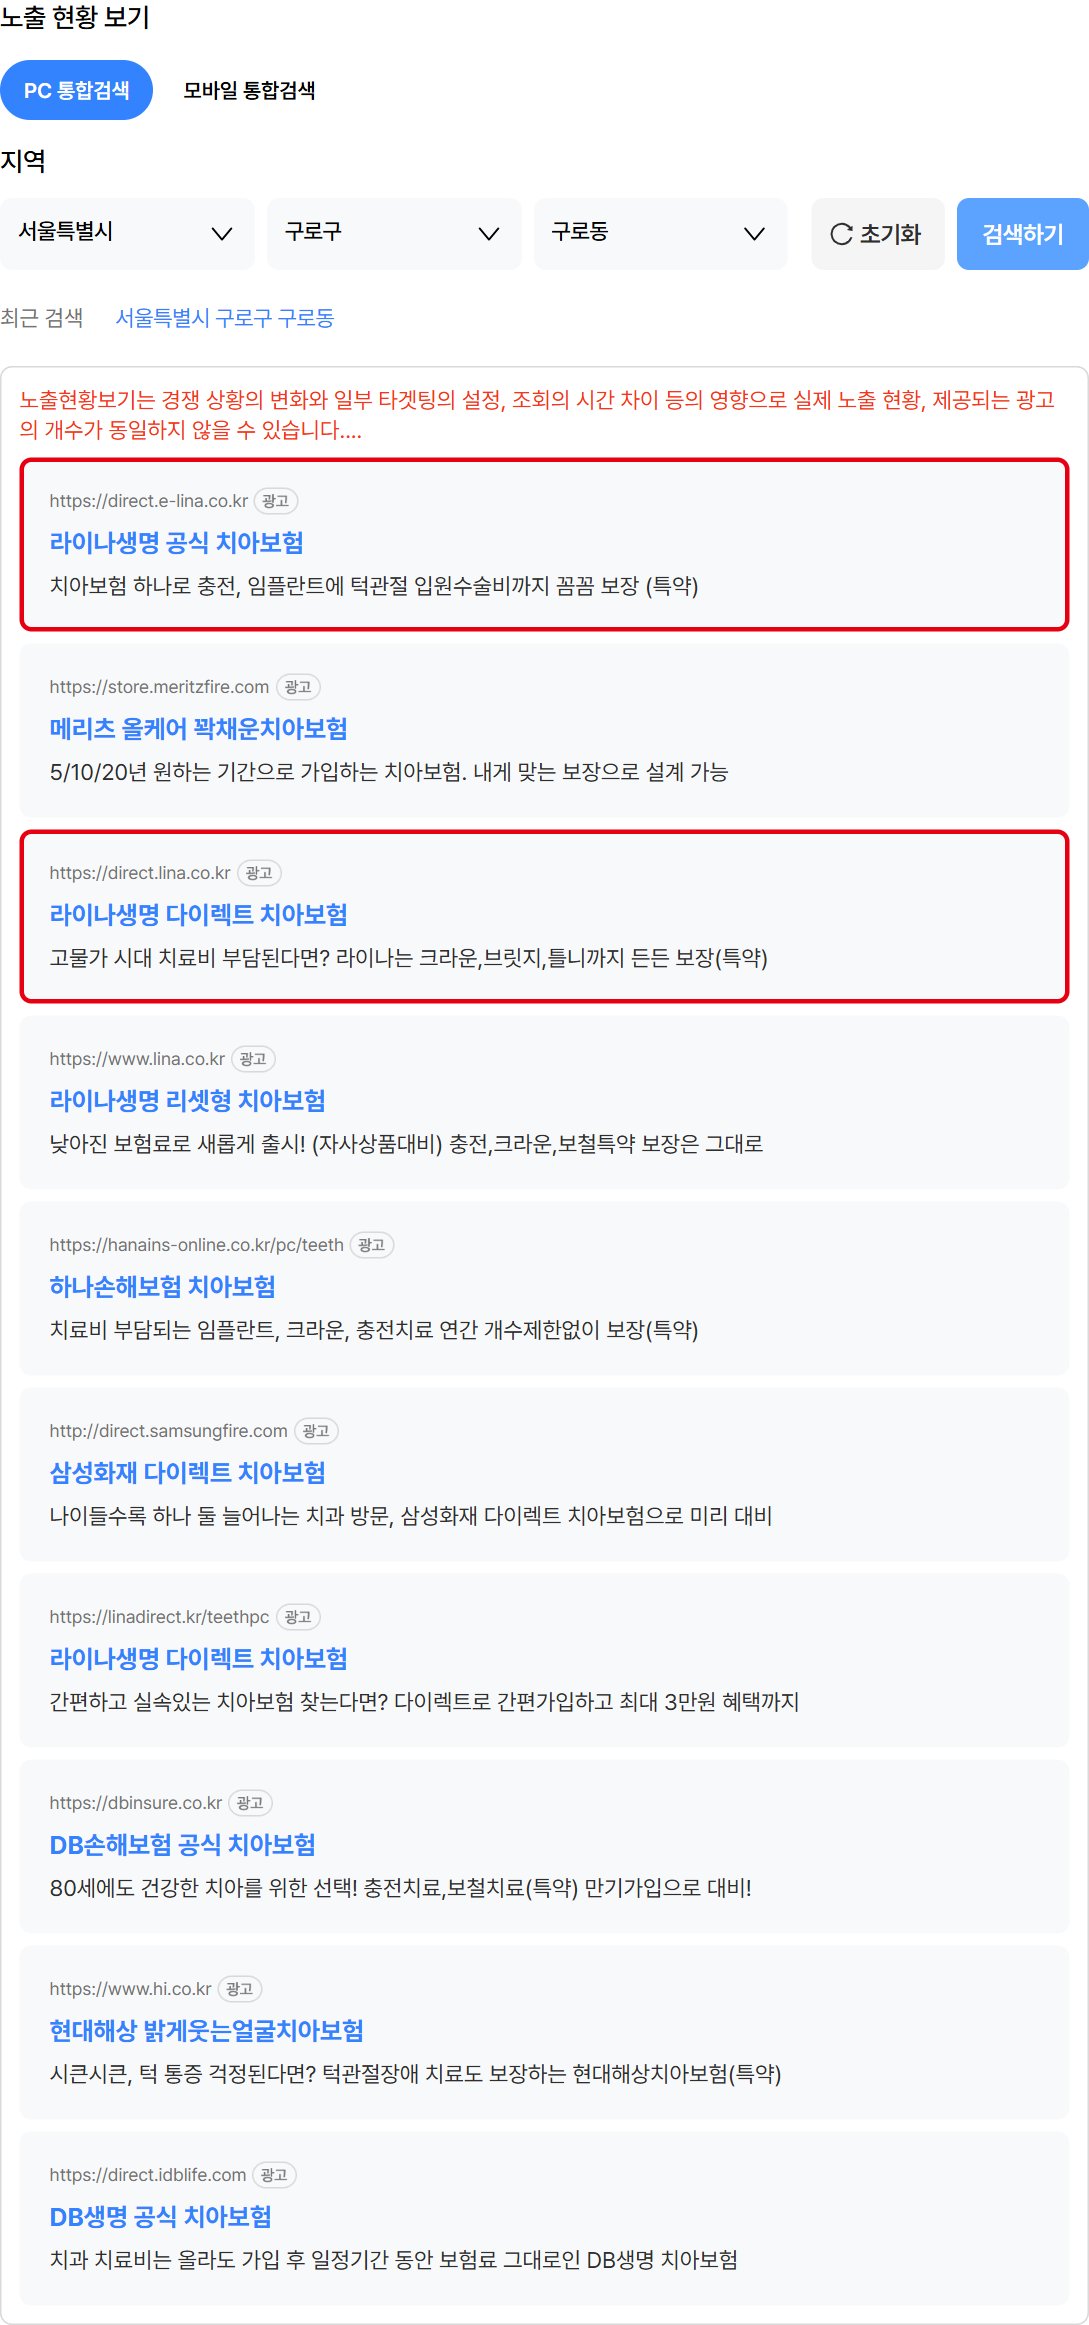 노출 현황 보기
PC 통합검색
모바일 통합검색
지역
서울특별시
구로구
구로동
초기화
검색하기
최근 검색
서울특별시 구로구 구로동
노출현황보기는 경쟁 상황의 변화와 일부 타겟팅의 설정, 조회의 시간 차이 등의 영향으로 실제 노출 현황, 제공되는 광고
의 개수가 동일하지 않을 수 있습니다....
https://direct.e-lina.co.kr 광고
라이나생명 공식 치아보험
치아보험 하나로 충전, 임플란트에 턱관절 입원수술비까지 꼼꼼 보장 (특약)
https://store.meritzfire.com 광고
메리츠 올케어 꽉채운치아보험
5/10/20년 원하는 기간으로 가입하는 치아보험. 내게 맞는 보장으로 설계 가능
https://direct.lina.co.kr 광고
라이나생명 다이렉트 치아보험
고물가 시대 치료비 부담된다면? 라이나는 크라운,브릿지,틀니까지 든든 보장(특약)
https://www.lina.co.kr 광고
라이나생명 리셋형 치아보험
낮아진 보험료로 새롭게 출시! (자사상품대비) 충전,크라운,보철특약 보장은 그대로
https://hanains-online.co.kr/pc/teeth 광고
하나손해보험 치아보험
치료비 부담되는 임플란트, 크라운, 충전치료 연간 개수제한없이 보장(특약)
http://direct.samsungfire.com 광고
삼성화재 다이렉트 치아보험
나이들수록 하나 둘 늘어나는 치과 방문, 삼성화재 다이렉트 치아보험으로 미리 대비
https://linadirect.kr/teethpc 광고
라이나생명 다이렉트 치아보험
간편하고 실속있는 치아보험 찾는다면? 다이렉트로 간편가입하고 최대 3만원 혜택까지
https://dbinsure.co.kr 광고
DB손해보험 공식 치아보험
80세에도 건강한 치아를 위한 선택! 충전치료,보철치료(특약) 만기가입으로 대비!
https://www.hi.co.kr 광고
현대해상 밝게웃는얼굴치아보험
시큰시큰, 턱 통증 걱정된다면? 턱관절장애 치료도 보장하는 현대해상치아보험(특약)
https://direct.idblife.com 광고
DB생명 공식 치아보험
치과 치료비는 올라도 가입 후 일정기간 동안 보험료 그대로인 DB생명 치아보험